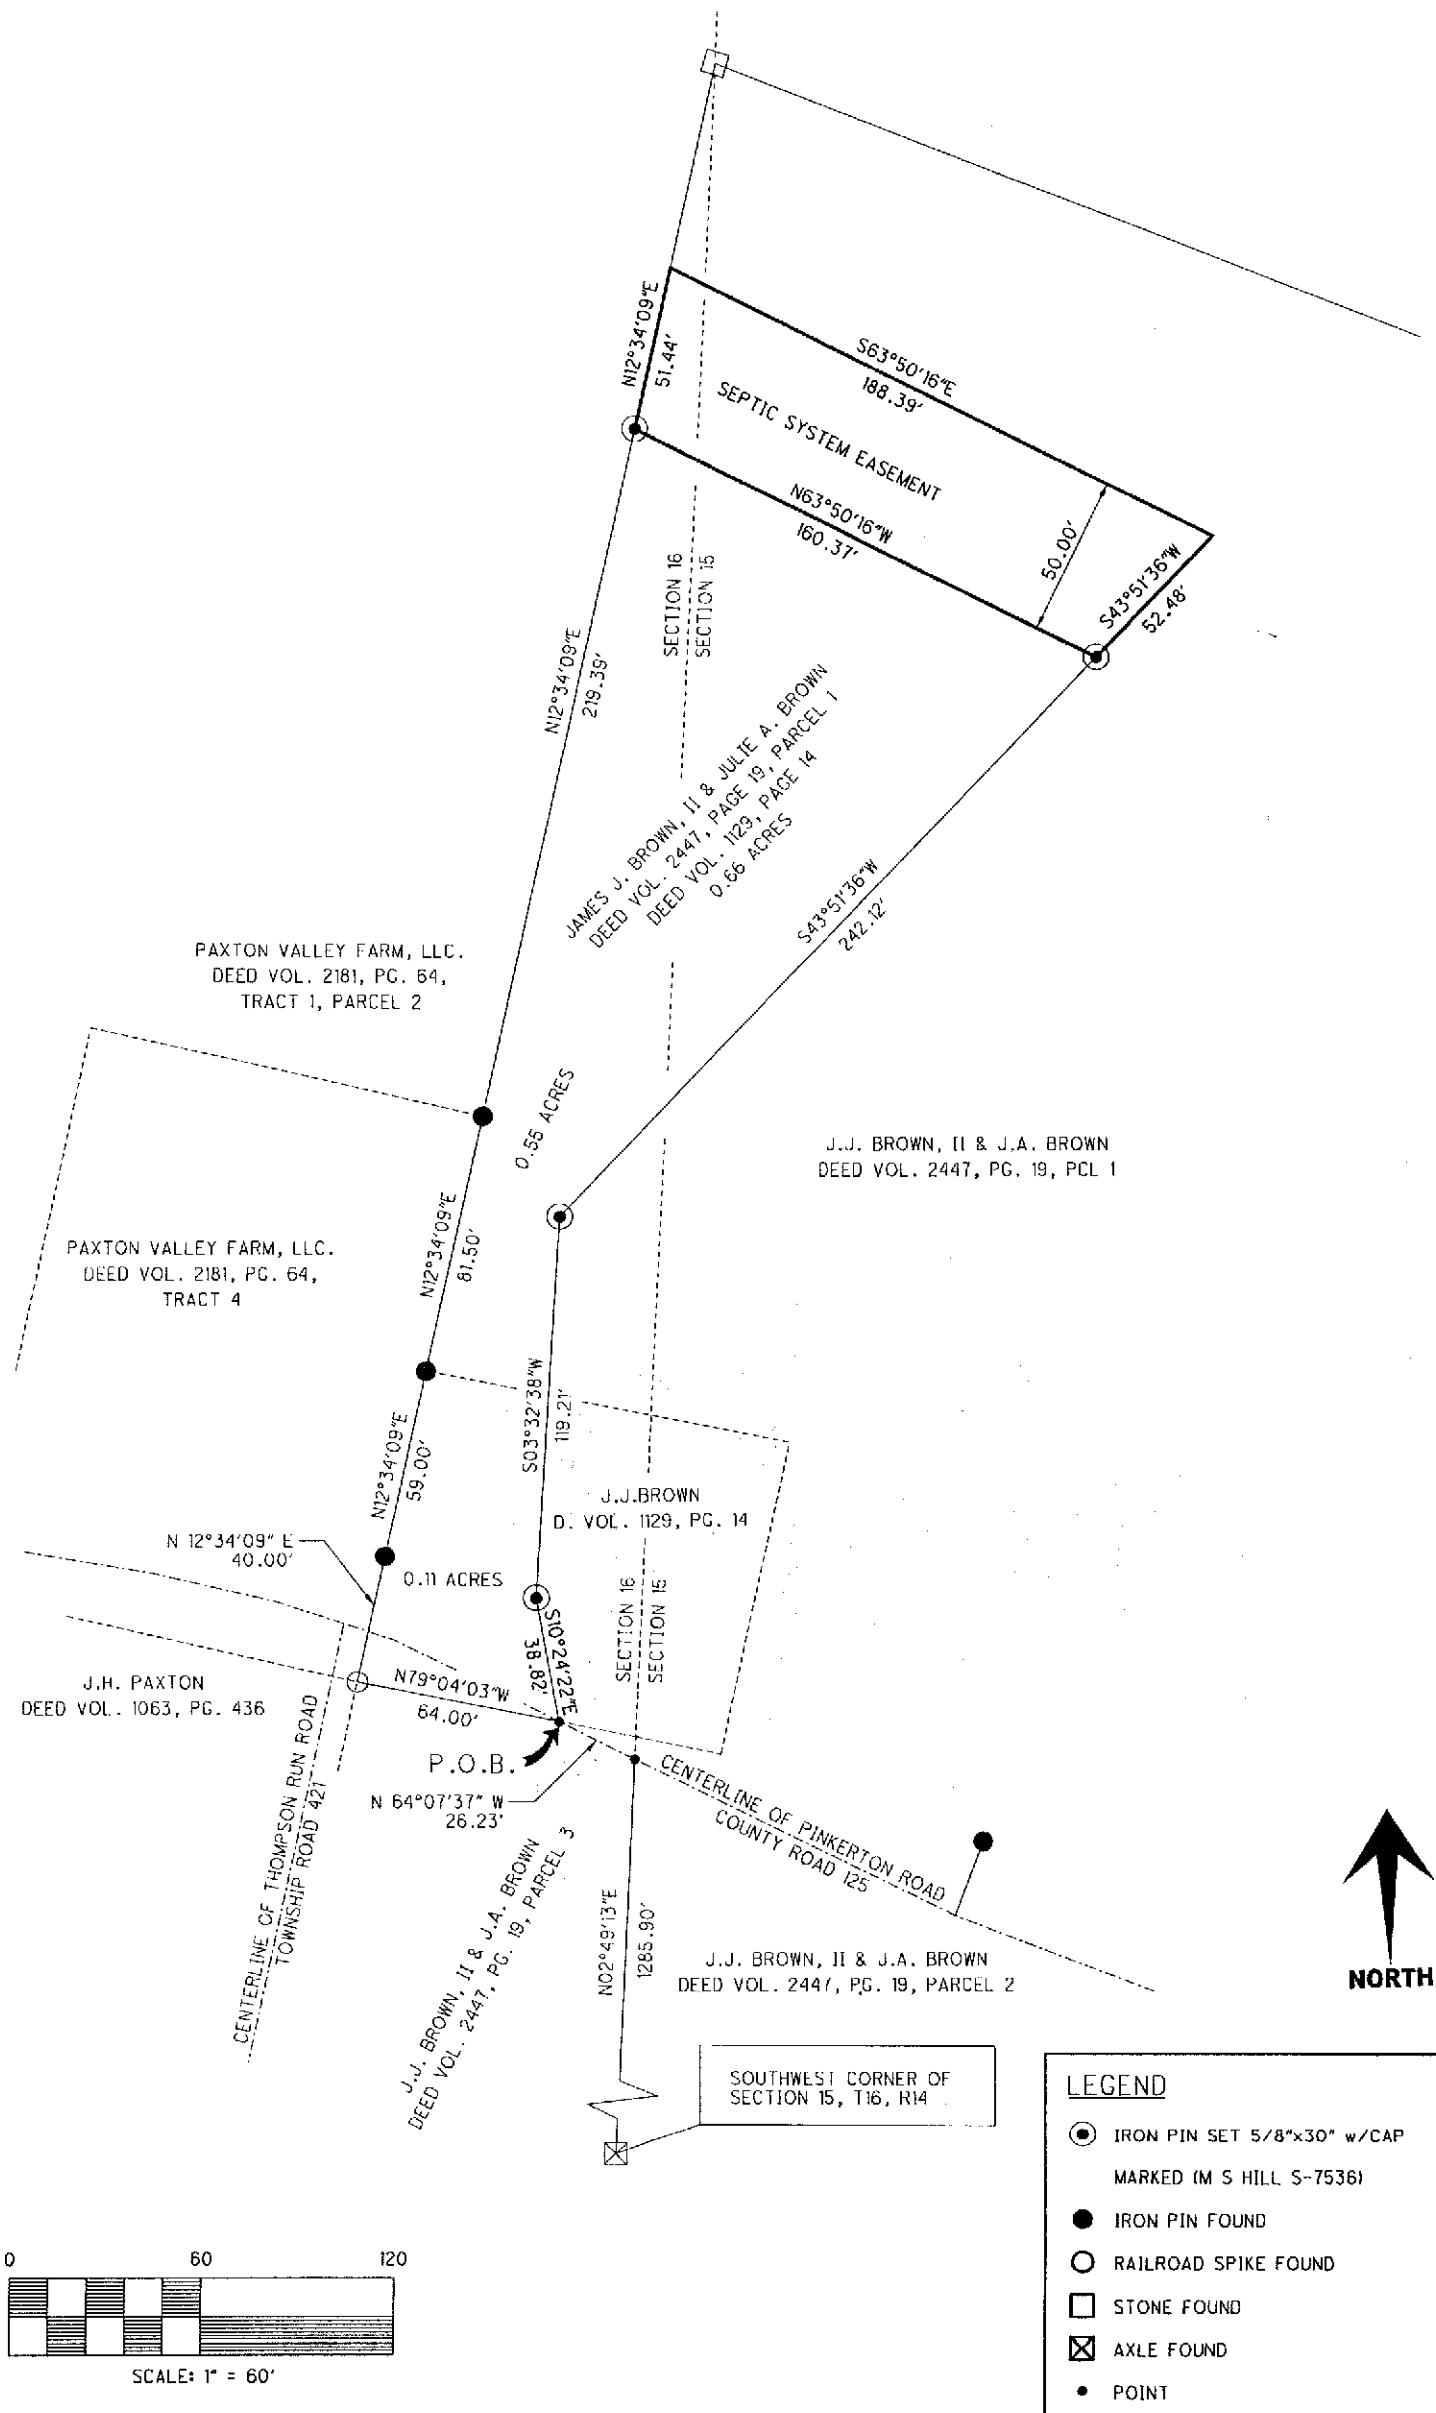 N12°34'09"E
51.44'
S63°50'16"E
188.39'
SEPTIC SYSTEM EASEMENT
N63°50'16"W
160.37'
50.00'
S43°51'36"W
52.48'
SECTION 16
SECTION 15
N12°34'09"E
219.39'
JAMES J. BROWN, II & JULIE A. BROWN
DEED VOL. 2447, PAGE 19, PARCEL 1
DEED VOL. 1129, PAGE 14
0.66 ACRES
S43°51'36"W
242.12'
PAXTON VALLEY FARM, LLC.
DEED VOL. 2181, PG. 64,
TRACT 1, PARCEL 2
0.55 ACRES
J.J. BROWN, II & J.A. BROWN
DEED VOL. 2447, PG. 19, PCL 1
N12°34'09"E
81.50'
PAXTON VALLEY FARM, LLC.
DEED VOL. 2181, PG. 64,
TRACT 4
S03°32'38"W
119.21'
N12°34'09"E
59.00'
J.J.BROWN
D. VOL. 1129, PG. 14
N 12°34'09" E
40.00'
0.11 ACRES
SECTION 16
SECTION 15
S10°24'22"E
38.82'
J.H. PAXTON
DEED VOL. 1063, PG. 436
N79°04'03"W
64.00'
P.O.B.
N 64°07'37" W
26.23'
CENTERLINE OF THOMPSON RUN ROAD
TOWNSHIP ROAD 421
CENTERLINE OF PINKERTON ROAD
COUNTY ROAD 125
J.J. BROWN, II & J.A. BROWN
DEED VOL. 2447, PG. 19, PARCEL 3
N02°49'13"E
1285.90'
J.J. BROWN, II & J.A. BROWN
DEED VOL. 2447, PG. 19, PARCEL 2
NORTH
SOUTHWEST CORNER OF
SECTION 15, T16, R14
LEGEND
IRON PIN SET 5/8"x30" w/CAP
MARKED (M S HILL S-7536)
IRON PIN FOUND
RAILROAD SPIKE FOUND
STONE FOUND
AXLE FOUND
POINT
0 60 120
SCALE: 1" = 60'